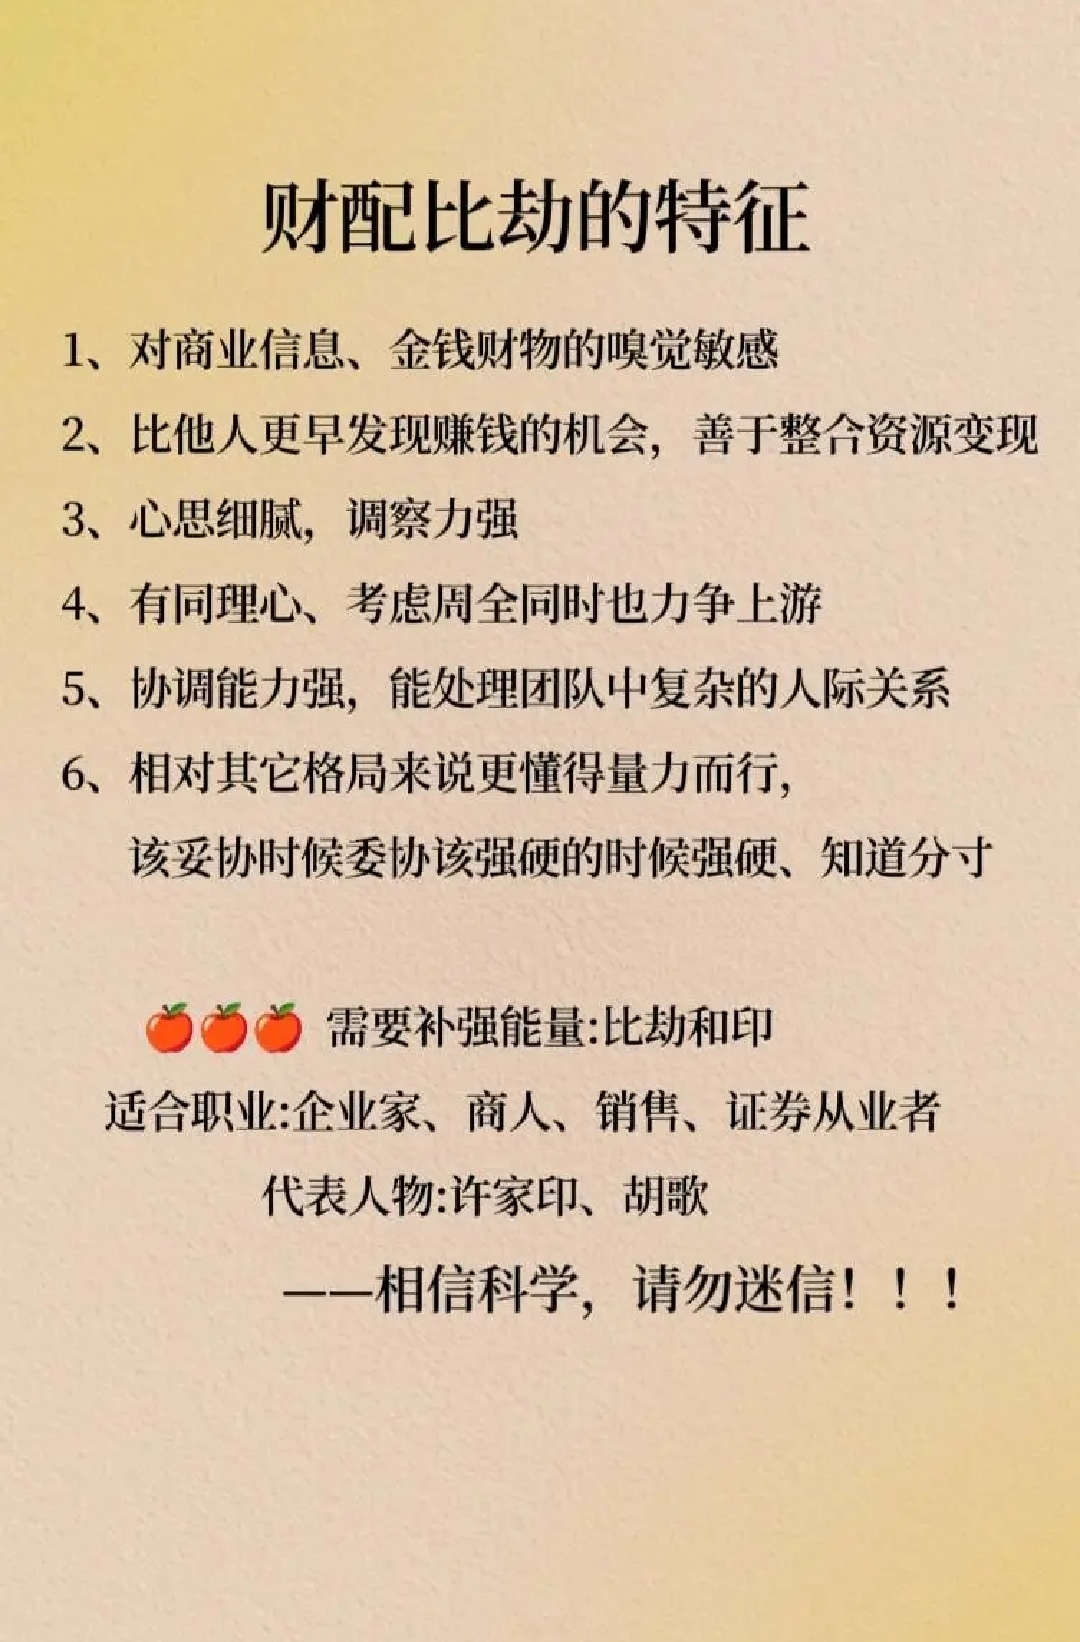 财配比劫的特征
1、对商业信息、金钱财物的嗅觉敏感
2、比他人更早发现赚钱的机会，善于整合资源变现
3、心思细腻，调察力强
4、有同理心、考虑周全同时也力争上游
5、协调能力强，能处理团队中复杂的人际关系
6、相对其它格局来说更懂得量力而行，
该妥协时候委协该强硬的时候强硬、知道分寸
🍎🍎🍎 需要补强能量:比劫和印
适合职业:企业家、商人、销售、证券从业者
代表人物:许家印、胡歌
——相信科学，请勿迷信！！！